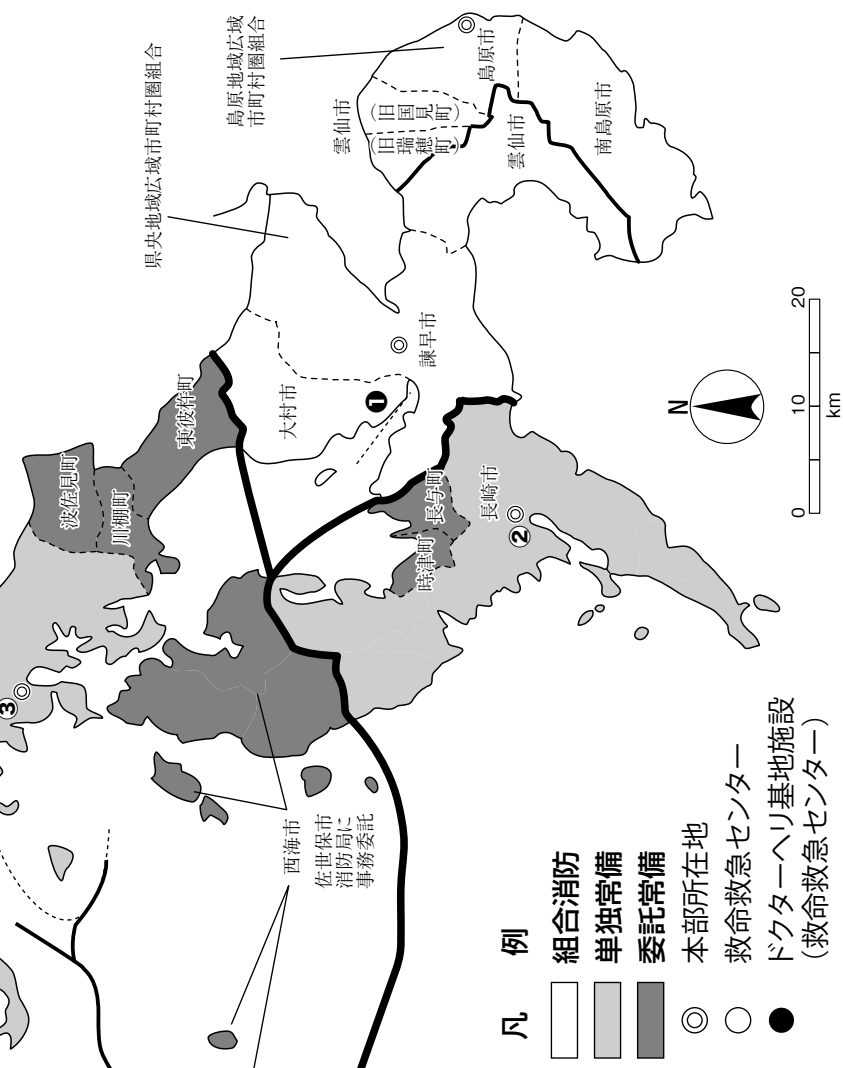 島原地域広域
市町村圏組合
県央地域広域市町村圏組合
雲仙市
(旧国見町)
(旧瑞穂町)
島原市
雲仙市
南島原市
諫早市
大村市
❶
東彼杵町
波佐見町
川棚町
長与町
時津町
長崎市
②
③
西海市
佐世保市
消防局に
事務委託
N
0
10
20
km
凡 例
組合消防
単独常備
委託常備
本部所在地
救命救急センター
ドクターヘリ基地施設
(救命救急センター)